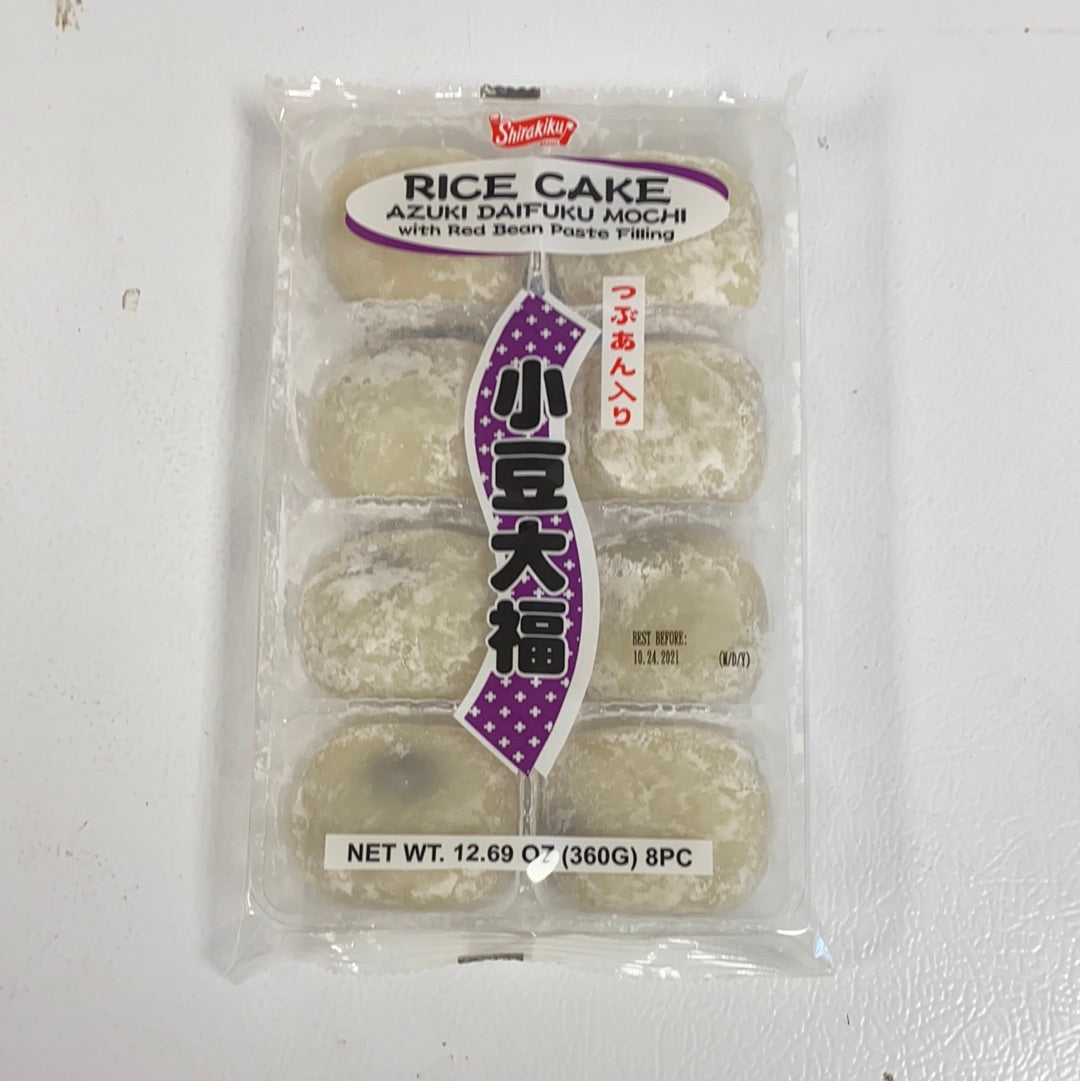 Shirakiku
RICE CAKE
AZUKI DAIFUKU MOCHI
with Red Bean Paste Filling
つぶあん入り
小豆大福
BEST BEFORE:
10.24.2021 (M/D/Y)
NET WT. 12.69 OZ (360G) 8PC